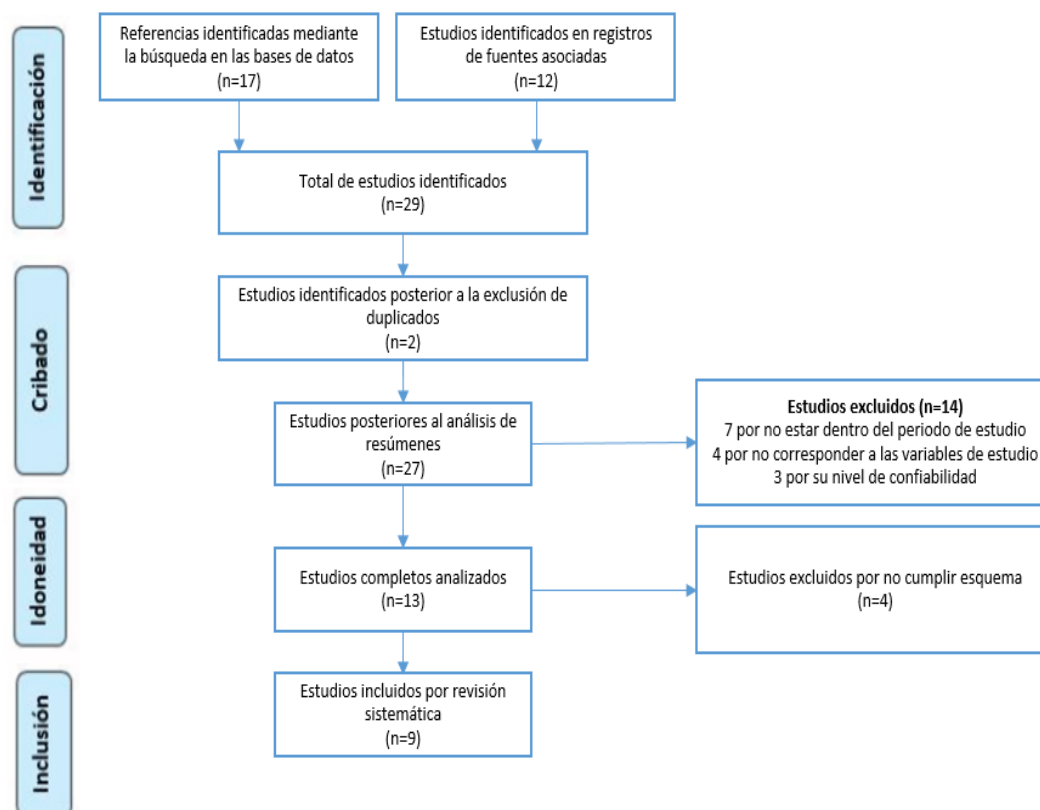 Identificación
Referencias identificadas mediante
la búsqueda en las bases de datos
(n=17)
Estudios identificados en registros
de fuentes asociadas
(n=12)
Total de estudios identificados
(n=29)
Cribado
Estudios identificados posterior a la exclusión de
duplicados
(n=2)
Estudios posteriores al análisis de
resúmenes
(n=27)
Estudios excluidos (n=14)
7 por no estar dentro del periodo de estudio
4 por no corresponder a las variables de estudio
3 por su nivel de confiabilidad
Idoneidad
Estudios completos analizados
(n=13)
Estudios excluidos por no cumplir esquema
(n=4)
Inclusión
Estudios incluidos por revisión
sistemática
(n=9)